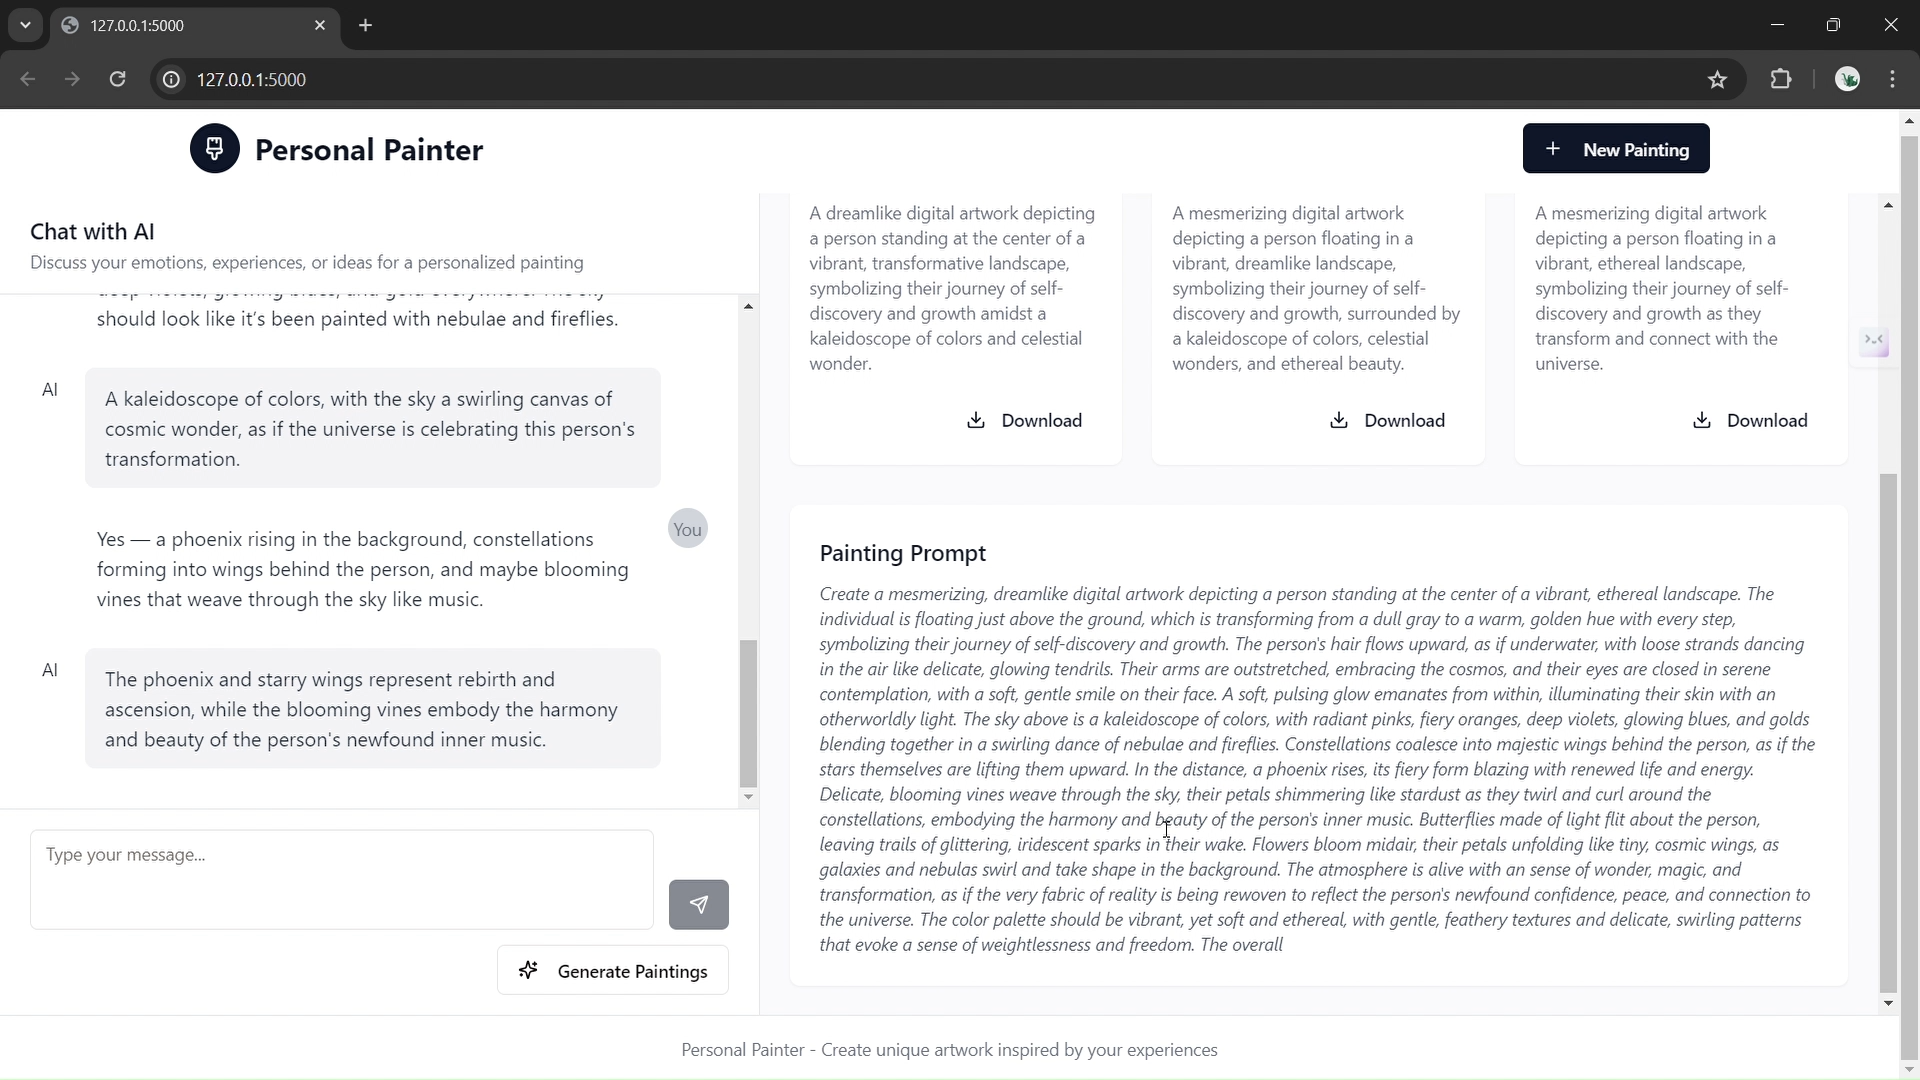 127.0.0.1:5000
127.0.0.1:5000
Personal Painter
New Painting
Chat with AI
Discuss your emotions, experiences, or ideas for a personalized painting
should look like it's been painted with nebulae and fireflies.
AI
A kaleidoscope of colors, with the sky a swirling canvas of
cosmic wonder, as if the universe is celebrating this person's
transformation.
You
Yes — a phoenix rising in the background, constellations
forming into wings behind the person, and maybe blooming
vines that weave through the sky like music.
AI
The phoenix and starry wings represent rebirth and
ascension, while the blooming vines embody the harmony
and beauty of the person's newfound inner music.
Type your message...
Generate Paintings
A dreamlike digital artwork depicting
a person standing at the center of a
vibrant, transformative landscape,
symbolizing their journey of self-
discovery and growth amidst a
kaleidoscope of colors and celestial
wonder.
Download
A mesmerizing digital artwork
depicting a person floating in a
vibrant, dreamlike landscape,
symbolizing their journey of self-
discovery and growth, surrounded by
a kaleidoscope of colors, celestial
wonders, and ethereal beauty.
Download
A mesmerizing digital artwork
depicting a person floating in a
vibrant, ethereal landscape,
symbolizing their journey of self-
discovery and growth as they
transform and connect with the
universe.
Download
Painting Prompt
Create a mesmerizing, dreamlike digital artwork depicting a person standing at the center of a vibrant, ethereal landscape. The
individual is floating just above the ground, which is transforming from a dull gray to a warm, golden hue with every step,
symbolizing their journey of self-discovery and growth. The person's hair flows upward, as if underwater, with loose strands dancing
in the air like delicate, glowing tendrils. Their arms are outstretched, embracing the cosmos, and their eyes are closed in serene
contemplation, with a soft, gentle smile on their face. A soft, pulsing glow emanates from within, illuminating their skin with an
otherworldly light. The sky above is a kaleidoscope of colors, with radiant pinks, fiery oranges, deep violets, glowing blues, and golds
blending together in a swirling dance of nebulae and fireflies. Constellations coalesce into majestic wings behind the person, as if the
stars themselves are lifting them upward. In the distance, a phoenix rises, its fiery form blazing with renewed life and energy.
Delicate, blooming vines weave through the sky, their petals shimmering like stardust as they twirl and curl around the
constellations, embodying the harmony and beauty of the person's inner music. Butterflies made of light flit about the person,
leaving trails of glittering, iridescent sparks in their wake. Flowers bloom midair, their petals unfolding like tiny, cosmic wings, as
galaxies and nebulas swirl and take shape in the background. The atmosphere is alive with an sense of wonder, magic, and
transformation, as if the very fabric of reality is being rewoven to reflect the person's newfound confidence, peace, and connection to
the universe. The color palette should be vibrant, yet soft and ethereal, with gentle, feathery textures and delicate, swirling patterns
that evoke a sense of weightlessness and freedom. The overall
Personal Painter - Create unique artwork inspired by your experiences